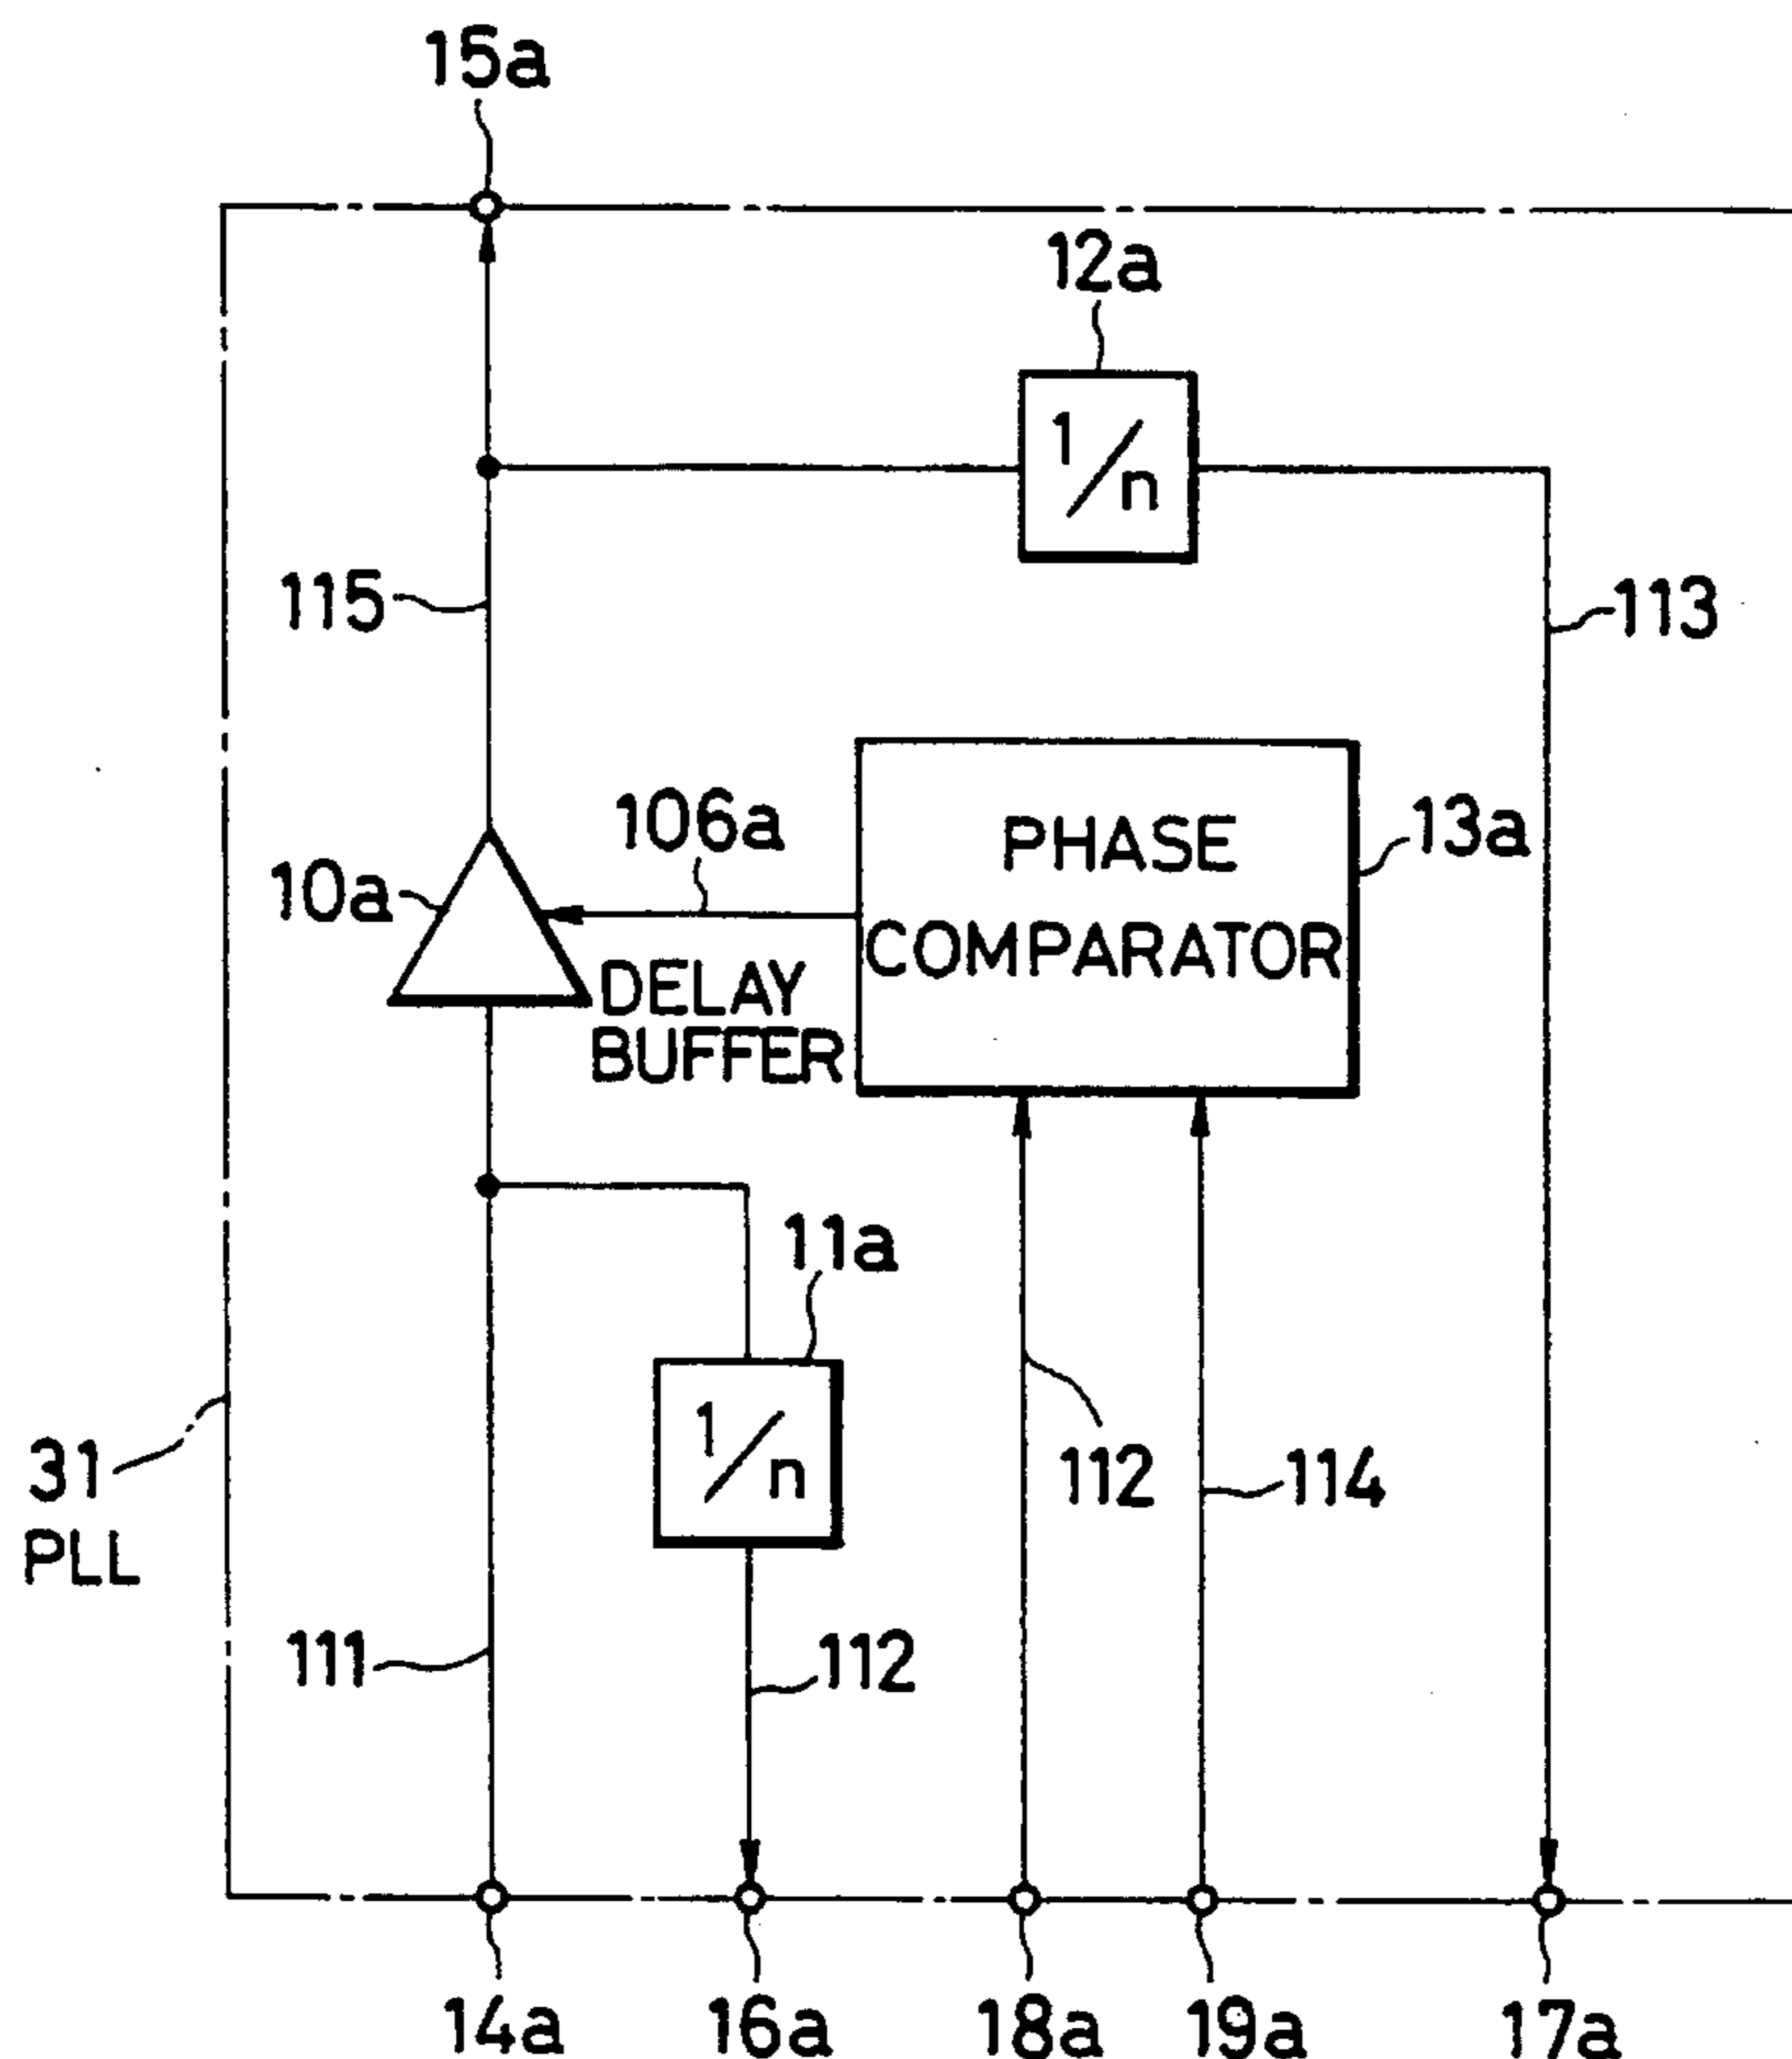 15a
12a
1/n
115
113
106a
PHASE
COMPARATOR
13a
10a
DELAY
BUFFER
11a
1/n
31
PLL
112
114
111
112
14a
16a
18a
19a
17a